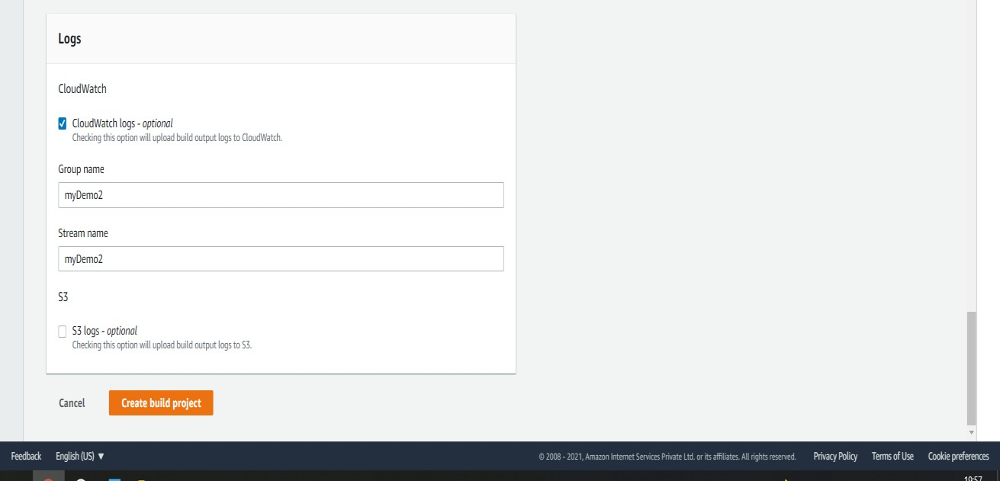 Logs
CloudWatch
CloudWatch logs - optional
Checking this option will upload build output logs to CloudWatch.
Group name
myDemo2
Stream name
myDemo2
S3
S3 logs - optional
Checking this option will upload build output logs to S3.
Cancel Create build project
Feedback English (US) ▼ © 2008 - 2021, Amazon Internet Services Private Ltd. or its affiliates. All rights reserved. Privacy Policy Terms of Use Cookie preferences
10:57